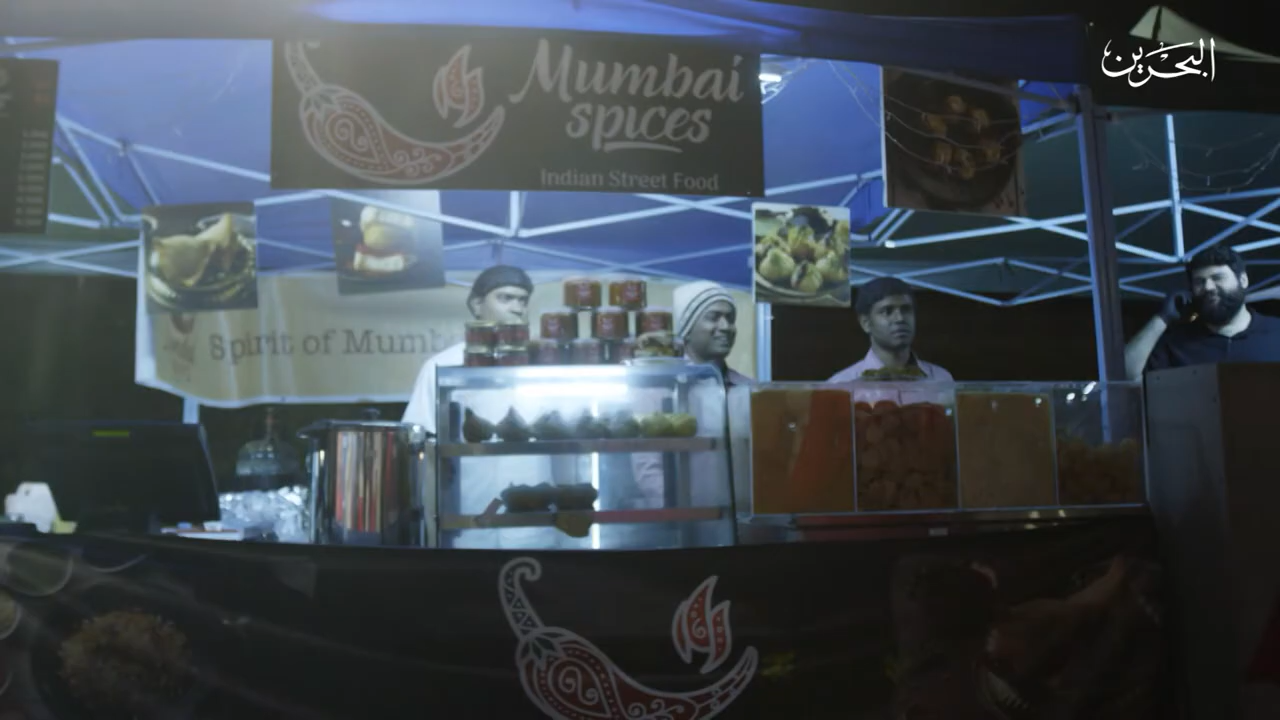 البحرين
Mumbai
spices
Indian Street Food
Spirit of Mumb